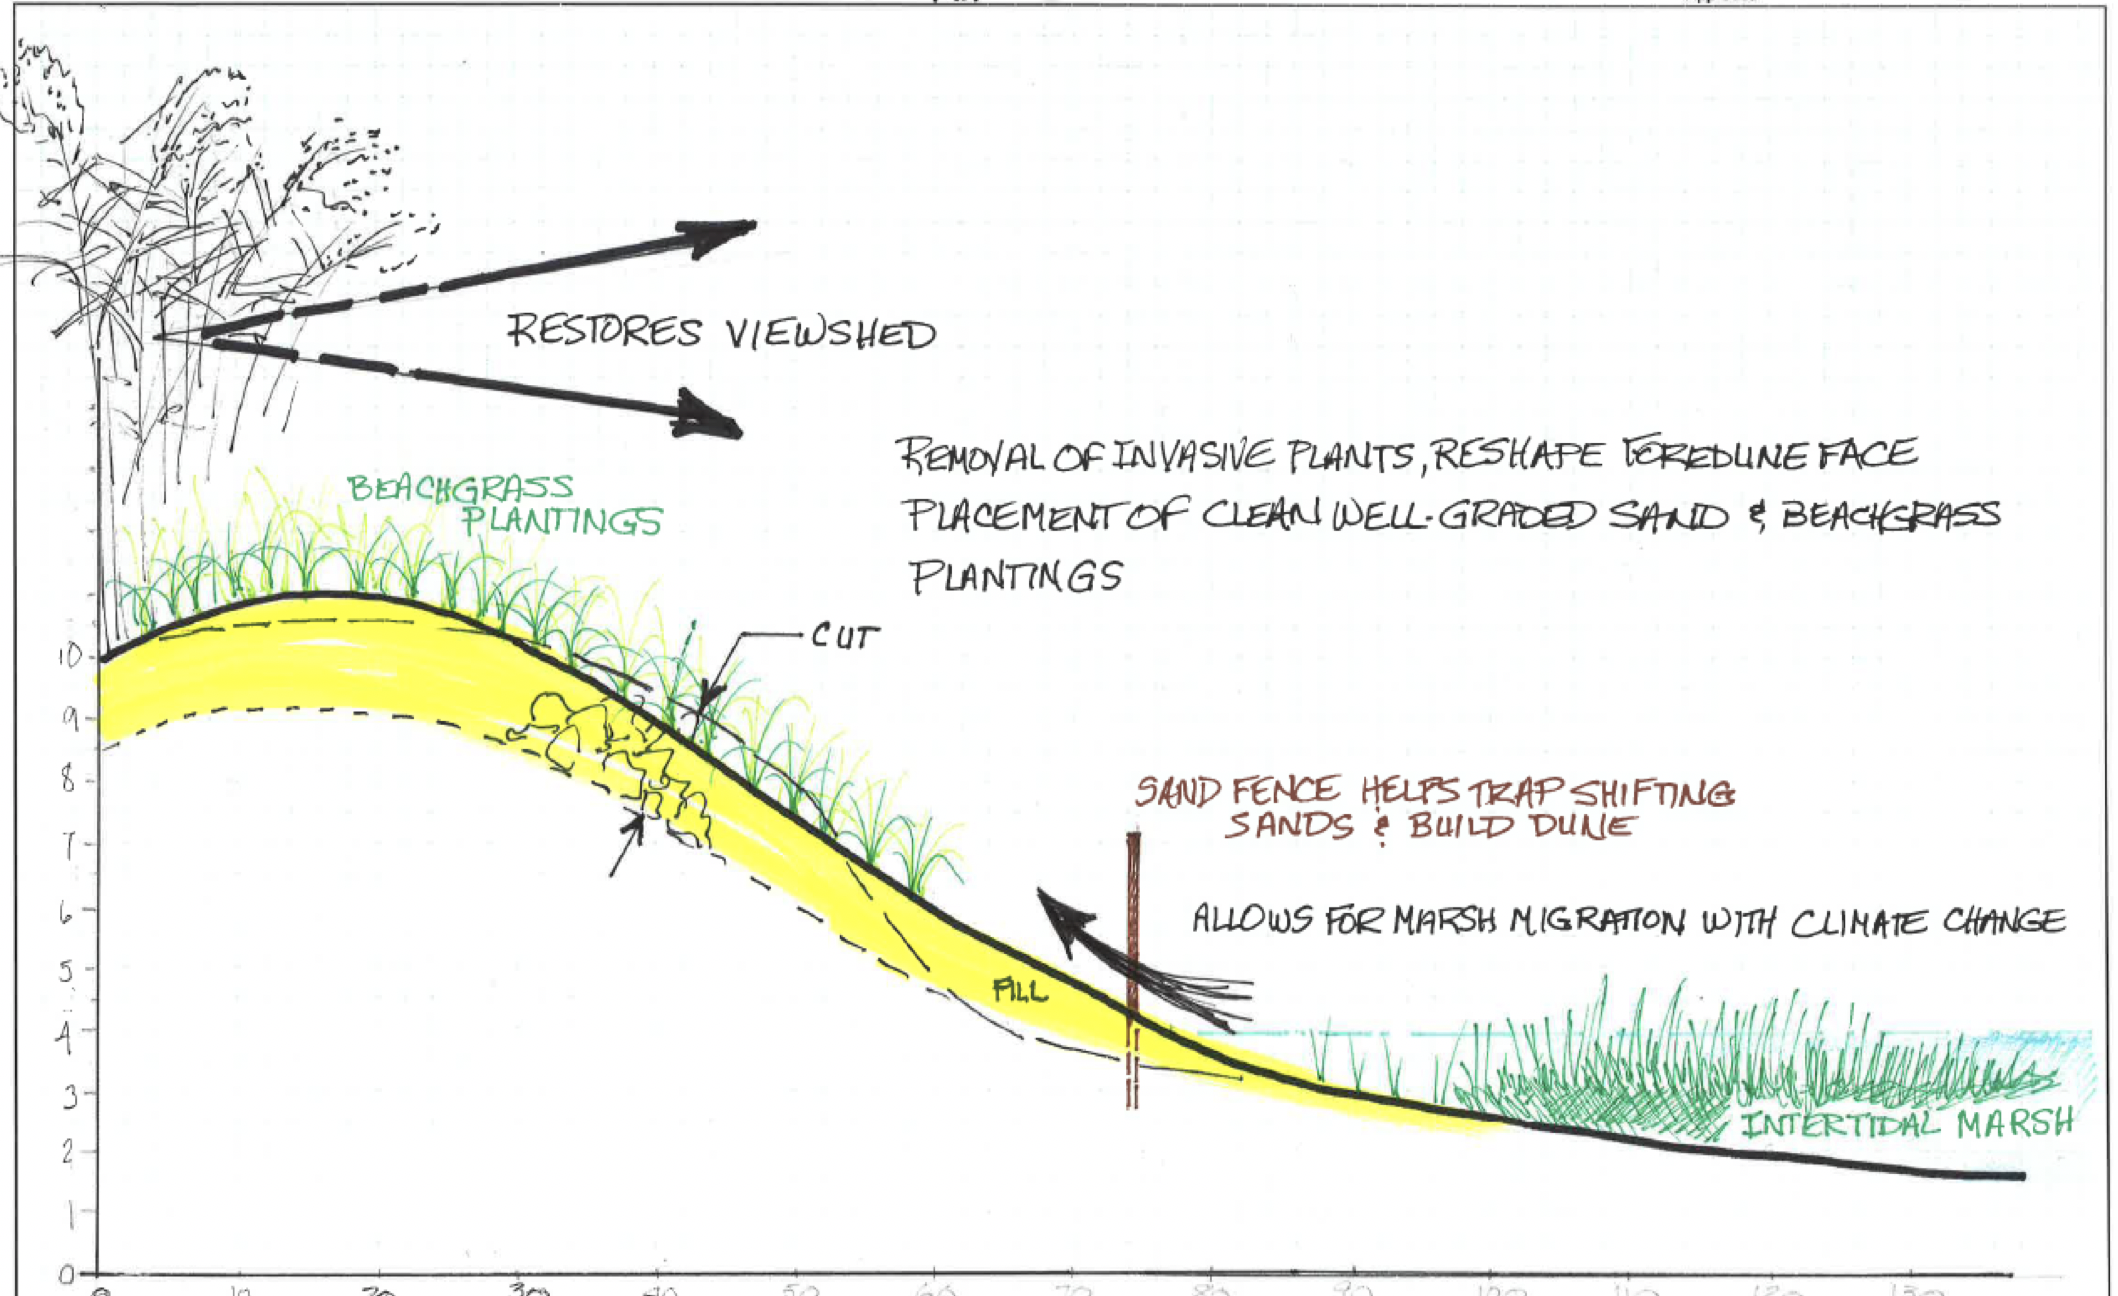 RESTORES VIEWSHED
REMOVAL OF INVASIVE PLANTS, RESHAPE FOREDUNE FACE
PLACEMENT OF CLEAN WELL-GRADED SAND & BEACHGRASS
PLANTINGS
BEACHGRASS
PLANTINGS
CUT
SAND FENCE HELPS TRAP SHIFTING
SANDS & BUILD DUNE
ALLOWS FOR MARSH MIGRATION WITH CLIMATE CHANGE
FILL
INTERTIDAL MARSH
10
9
8
7
6
5
4
3
2
1
0
0 10 20 30 40 50 60 70 80 90 100 110 120 130